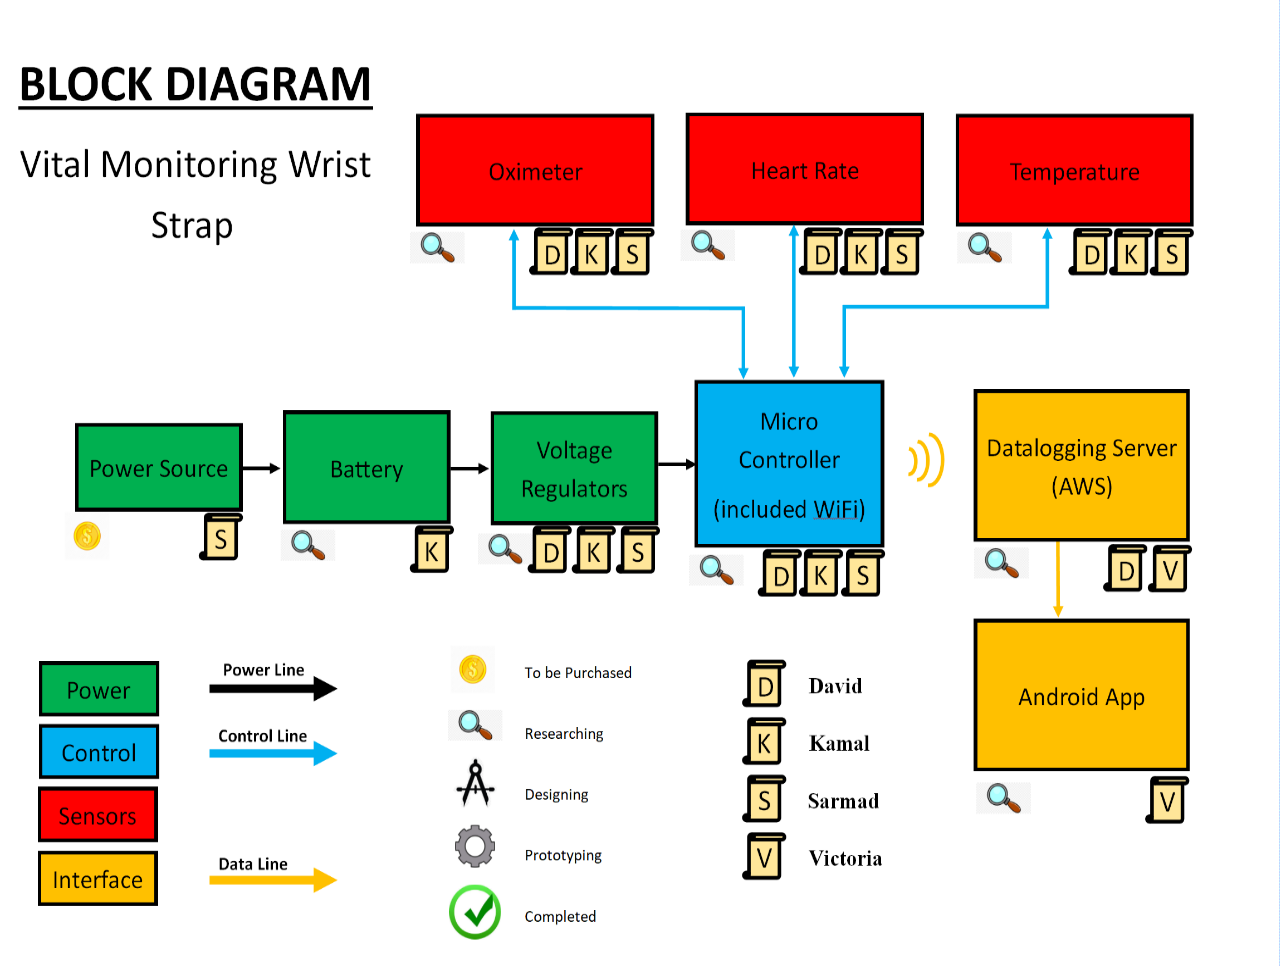 BLOCK DIAGRAM
Vital Monitoring Wrist
Strap
Oximeter
D K S
Heart Rate
D K S
Temperature
D K S
Power Source
S
Battery
K
Voltage
Regulators
D K S
Micro
Controller
(included WiFi)
D K S
Datalogging Server
(AWS)
D V
Android App
V
Power
Control
Sensors
Interface
Power Line
Control Line
Data Line
$ To be Purchased
Researching
Designing
Prototyping
Completed
D David
K Kamal
S Sarmad
V Victoria